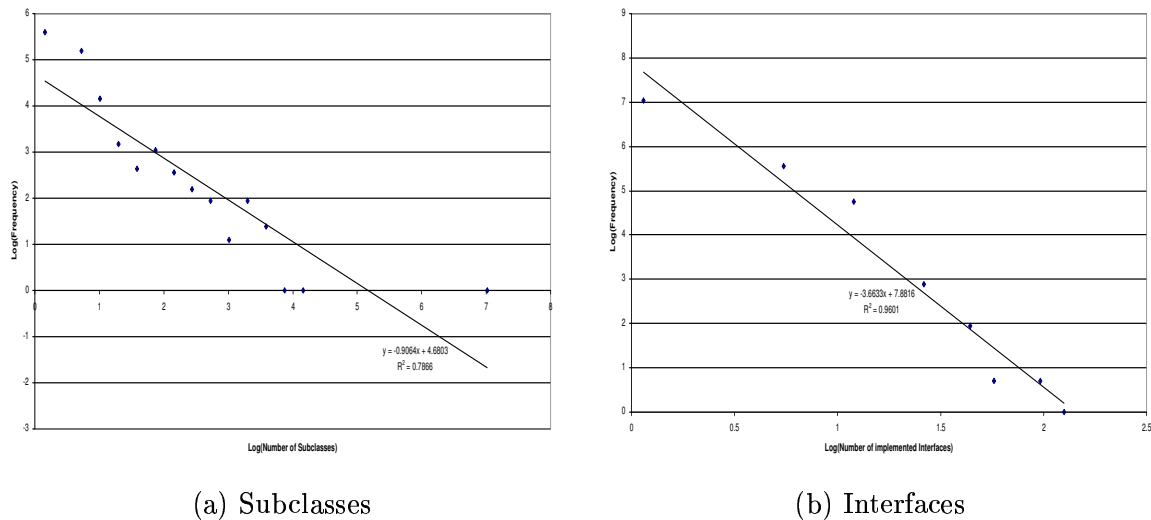 6
5
4
3
2
1
0
-1
-2
-3
0 1 2 3 4 5 6 7 8
Log(Frequency)
y = -0.9064x + 4.6803
R2 = 0.7866
Log(Number of Subclasses)
(a) Subclasses
9
8
7
6
5
4
3
2
1
0
0 0.5 1 1.5 2 2.5
Log(Frequency)
y = -3.6633x + 7.8816
R2 = 0.9601
Log(Number of implemented Interfaces)
(b) Interfaces